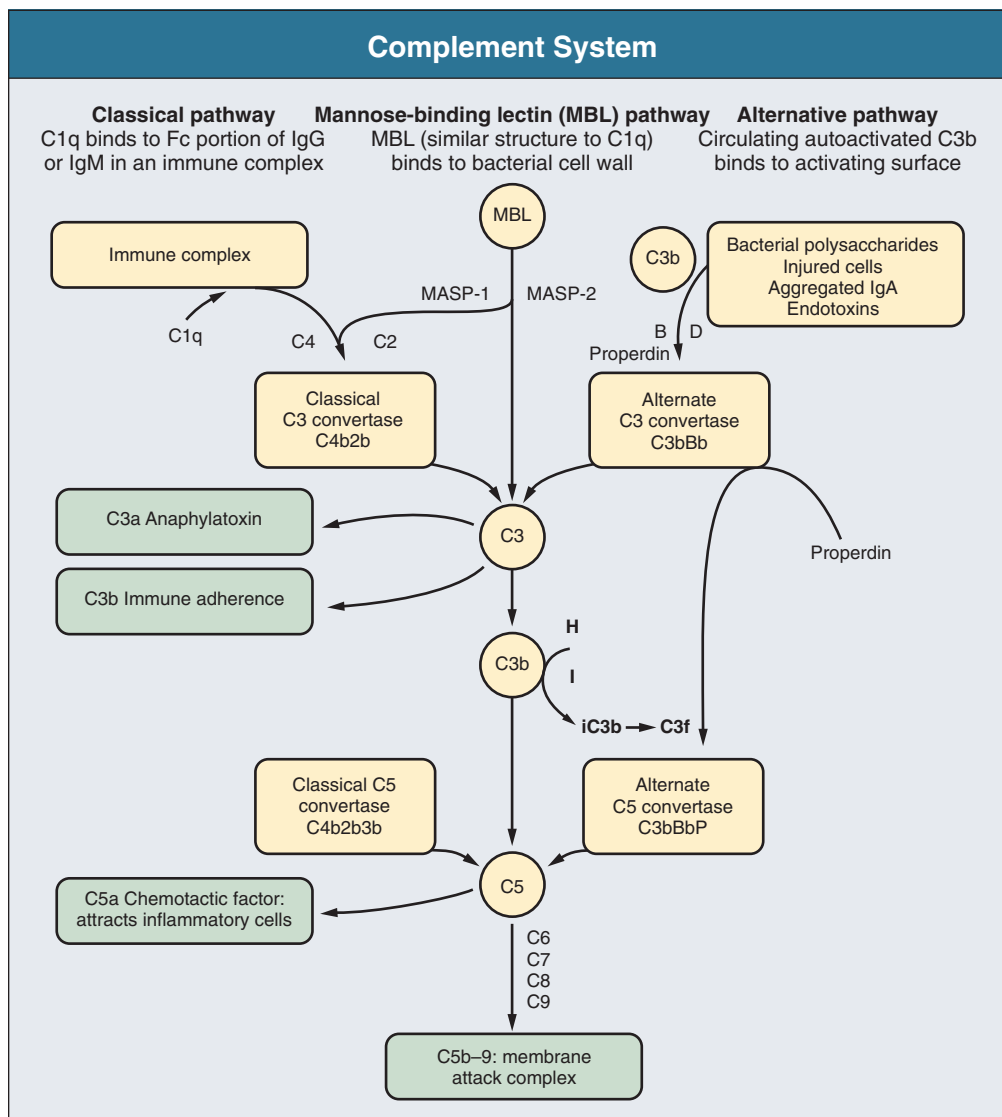 Complement System
Classical pathway
C1q binds to Fc portion of IgG
or IgM in an immune complex
Mannose-binding lectin (MBL) pathway
MBL (similar structure to C1q)
binds to bacterial cell wall
Alternative pathway
Circulating autoactivated C3b
binds to activating surface
MBL
Immune complex
C3b
Bacterial polysaccharides
Injured cells
Aggregated IgA
Endotoxins
MASP-1
MASP-2
C1q
C4
C2
B
D
Properdin
Classical
C3 convertase
C4b2b
Alternate
C3 convertase
C3bBb
C3a Anaphylatoxin
C3
Properdin
C3b Immune adherence
H
C3b
I
iC3b
C3f
Classical C5
convertase
C4b2b3b
Alternate
C5 convertase
C3bBbP
C5
C5a Chemotactic factor:
attracts inflammatory cells
C6
C7
C8
C9
C5b–9: membrane
attack complex